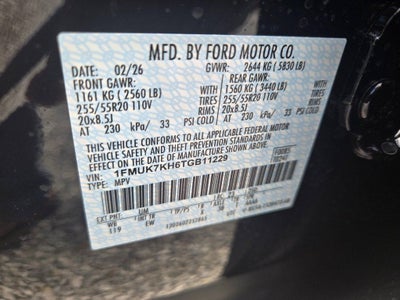 MFD. BY FORD MOTOR CO.
DATE: 02/26 GVWR: 2644 KG ( 5830 LB)
FRONT GAWR: REAR GAWR:
1161 KG ( 2560 LB) 1560 KG ( 3440 LB)
255/55R20 110V 255/55R20 110V
TIRES TIRES
RIMS RIMS
20x8.5J 20x8.5J
AT 230 kPa/ 33 PSI COLD AT 230 kPa/ 33 PSI COLD
THIS VEHICLE CONFORMS TO ALL APPLICABLE FEDERAL MOTOR
VEHICLE SAFETY AND THEFT PREVENTION STANDARDS IN
EFFECT ON THE DATE OF MANUFACTURE SHOWN ABOVE.
VIN: 1FMUK7KH6TGB11229
TYPE: MPV
119